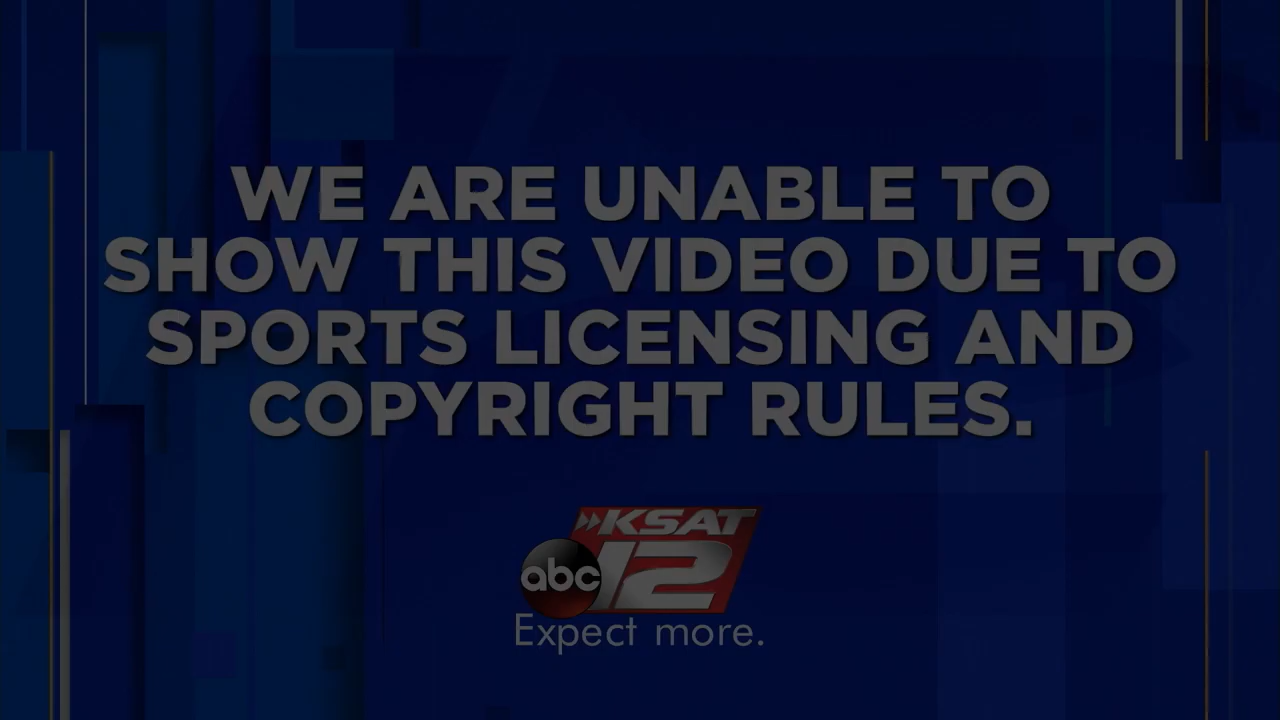 WE ARE UNABLE TO
SHOW THIS VIDEO DUE TO
SPORTS LICENSING AND
COPYRIGHT RULES.
KSAT
abc 12
Expect more.